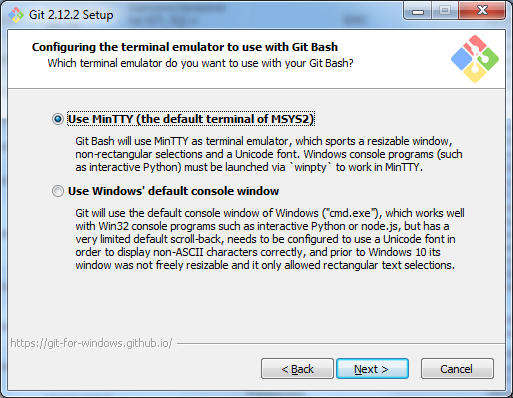 Git 2.12.2 Setup
Configuring the terminal emulator to use with Git Bash
Which terminal emulator do you want to use with your Git Bash?
Use MinTTY (the default terminal of MSYS2)
Git Bash will use MinTTY as terminal emulator, which sports a resizable window,
non-rectangular selections and a Unicode font. Windows console programs (such
as interactive Python) must be launched via `winpty` to work in MinTTY.
Use Windows' default console window
Git will use the default console window of Windows ("cmd.exe"), which works well
with Win32 console programs such as interactive Python or node.js, but has a
very limited default scroll-back, needs to be configured to use a Unicode font in
order to display non-ASCII characters correctly, and prior to Windows 10 its
window was not freely resizable and it only allowed rectangular text selections.
https://git-for-windows.github.io/
< Back
Next >
Cancel